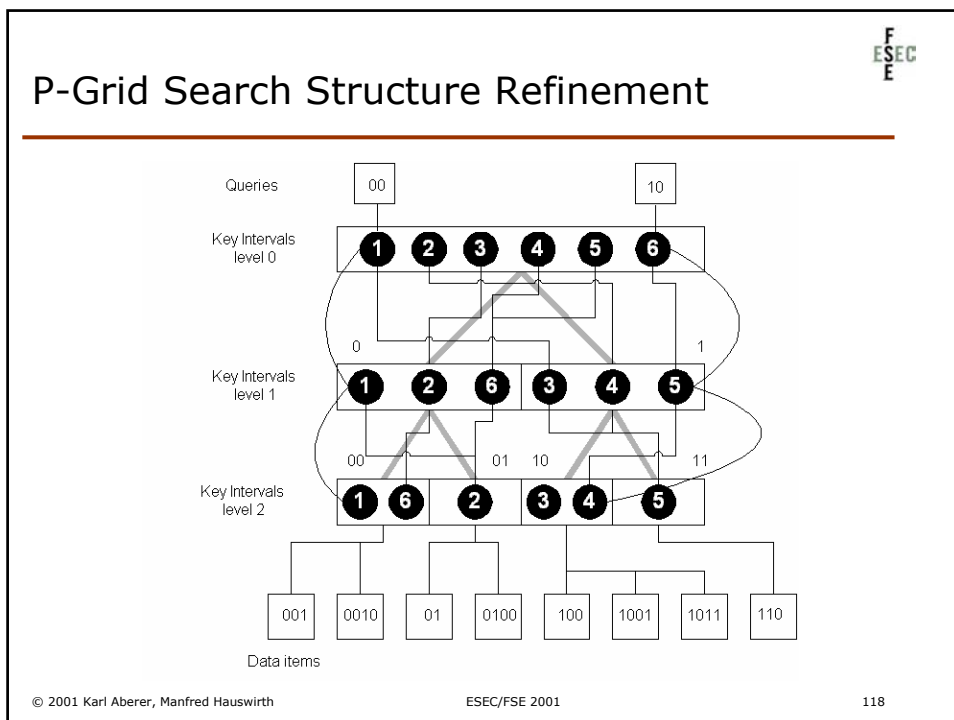 F
ESEC
E
P-Grid Search Structure Refinement
Queries
00
10
Key Intervals
level 0
1 2 3 4 5 6
0
1
Key Intervals
level 1
1 2 6 3 4 5
00
01
10
11
Key Intervals
level 2
1 6 2 3 4 5
001 0010 01 0100 100 1001 1011 110
Data items
© 2001 Karl Aberer, Manfred Hauswirth
ESEC/FSE 2001
118